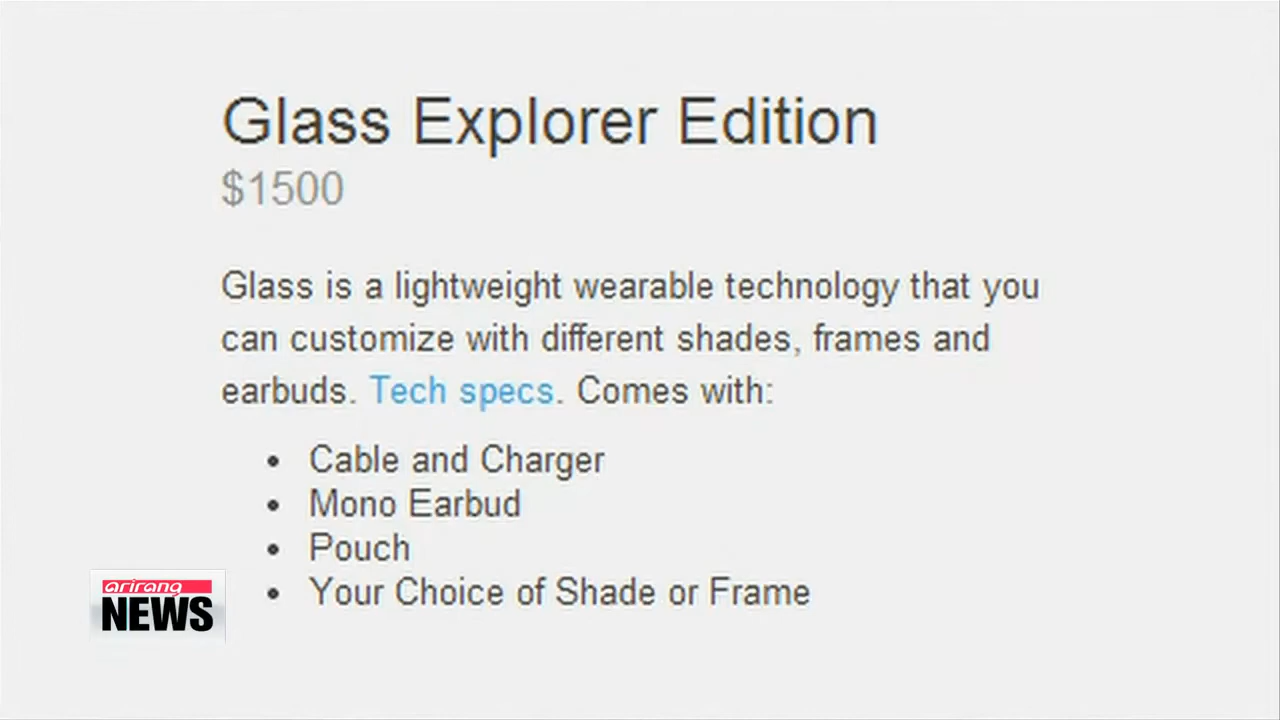 Glass Explorer Edition
$1500
Glass is a lightweight wearable technology that you
can customize with different shades, frames and
earbuds. Tech specs. Comes with:
• Cable and Charger
• Mono Earbud
• Pouch
• Your Choice of Shade or Frame
arirang
NEWS